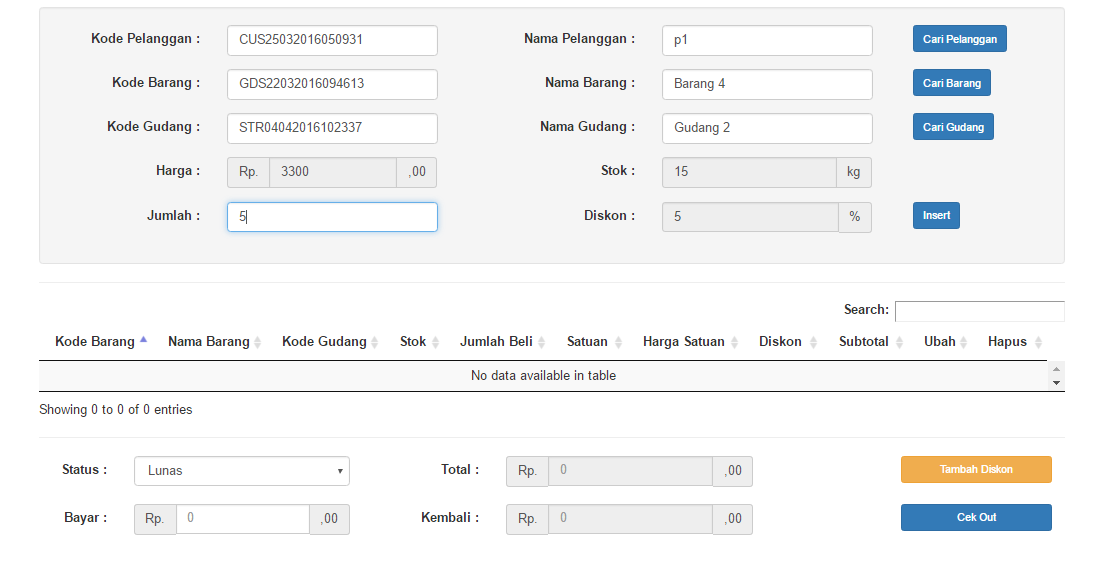 Kode Pelanggan : CUS25032016050931 Nama Pelanggan : p1 Cari Pelanggan
Kode Barang : GDS22032016094613 Nama Barang : Barang 4 Cari Barang
Kode Gudang : STR04042016102337 Nama Gudang : Gudang 2 Cari Gudang
Harga : Rp. 3300 ,00 Stok : 15 kg
Jumlah : 5 Diskon : 5 % Insert
Search:
Kode Barang Nama Barang Kode Gudang Stok Jumlah Beli Satuan Harga Satuan Diskon Subtotal Ubah Hapus
No data available in table
Showing 0 to 0 of 0 entries
Status : Lunas Total : Rp. 0 ,00 Tambah Diskon
Bayar : Rp. 0 ,00 Kembali : Rp. 0 ,00 Cek Out